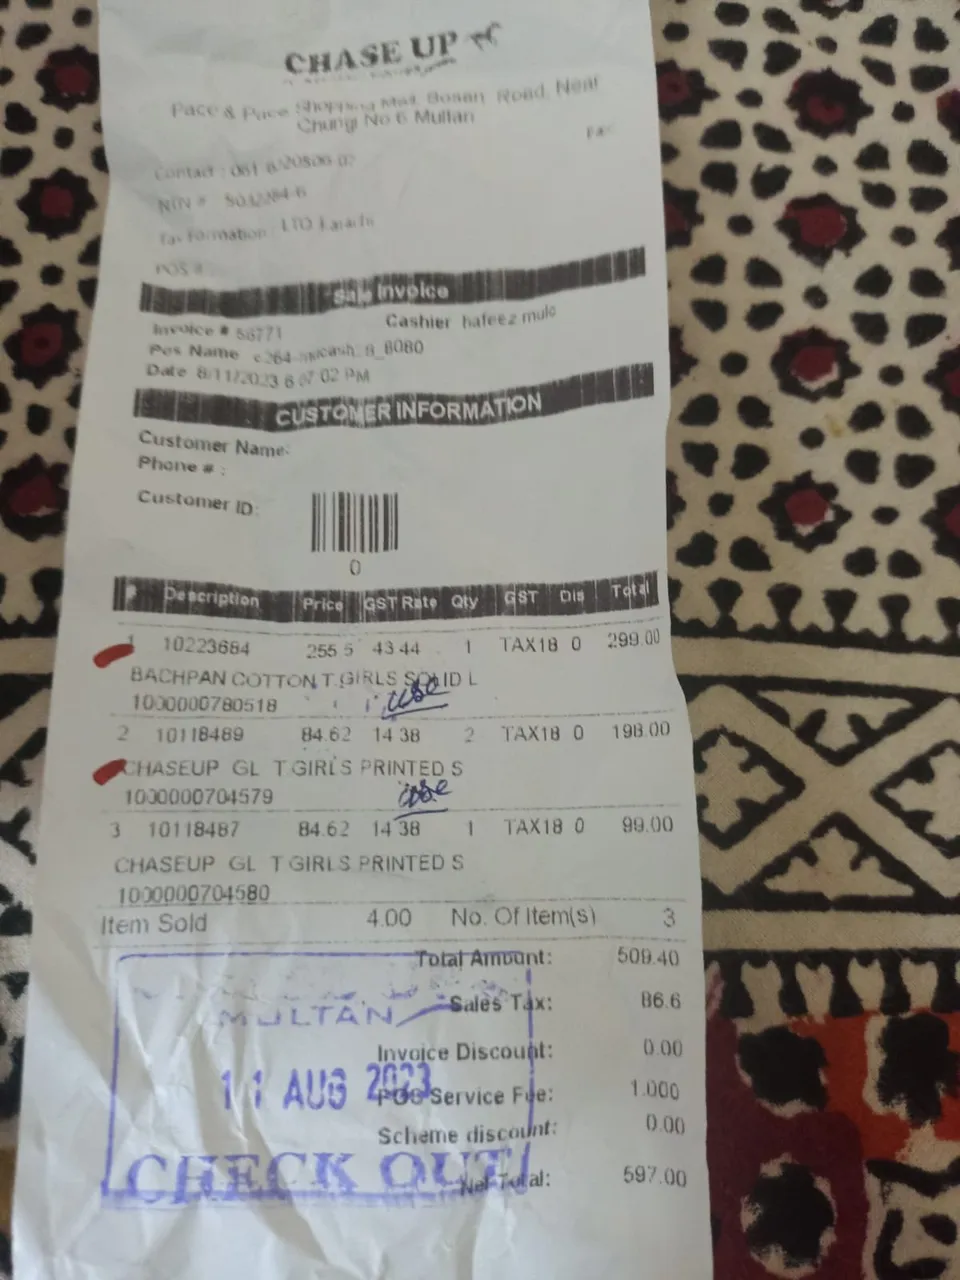 CHASE UP
Pace & Pace Shopping Mall, Bosan Road, Near
Chungi No 6 Multan
Contact : 061
NTN #
Tax Formation : LTO Karachi
POS #
Sale Invoice
Invoice # 58771 Cashier hafeez
Pos Name
Date 8/11/2023 6 02 PM
CUSTOMER INFORMATION
Customer Name:
Phone # :
Customer ID:
0
# Description Price GST Rate Qty GST Dis Total
1 10223684 255 5 43 44 1 TAX18 0 299.00
BACHPAN COTTON T.GIRLS SOLID L
1000000780518
2 10118489 84.62 14 38 2 TAX18 0 198.00
CHASEUP GL T GIRLS PRINTED S
1000000704579
3 10118487 84.62 14 38 1 TAX18 0 99.00
CHASEUP GL T GIRLS PRINTED S
1000000704580
Item Sold 4.00 No. Of Item(s) 3
Total Amount: 509.40
Sales Tax: 86.6
MULTAN
Invoice Discount: 0.00
11 AUG 2023
POS Service Fee: 1.000
Scheme discount: 0.00
CHECK OUT
Net Total: 597.00